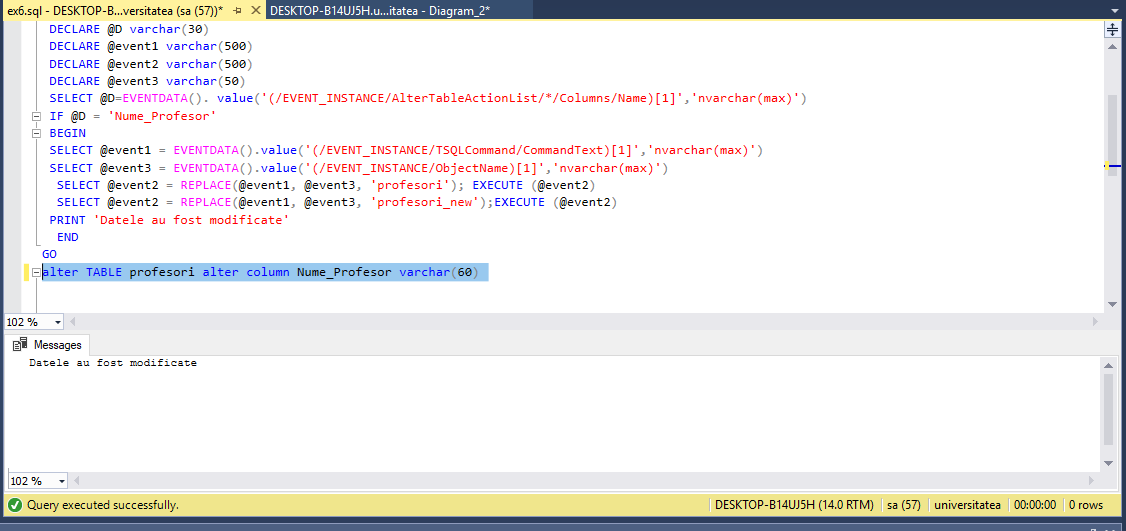 ex6.sql - DESKTOP-B...versitatea (sa (57))*
DESKTOP-B14UJ5H.u...itatea - Diagram_2*
DECLARE @D varchar(30)
DECLARE @event1 varchar(500)
DECLARE @event2 varchar(500)
DECLARE @event3 varchar(50)
SELECT @D=EVENTDATA(). value('(/EVENT_INSTANCE/AlterTableActionList/*/Columns/Name)[1]','nvarchar(max)')
IF @D = 'Nume_Profesor'
BEGIN
SELECT @event1 = EVENTDATA().value('(/EVENT_INSTANCE/TSQLCommand/CommandText)[1]','nvarchar(max)')
SELECT @event3 = EVENTDATA().value('(/EVENT_INSTANCE/ObjectName)[1]','nvarchar(max)')
SELECT @event2 = REPLACE(@event1, @event3, 'profesori'); EXECUTE (@event2)
SELECT @event2 = REPLACE(@event1, @event3, 'profesori_new');EXECUTE (@event2)
PRINT 'Datele au fost modificate'
END
GO
alter TABLE profesori alter column Nume_Profesor varchar(60)
102 %
Messages
Datele au fost modificate
102 %
Query executed successfully.
DESKTOP-B14UJ5H (14.0 RTM)
sa (57)
universitatea
00:00:00
0 rows